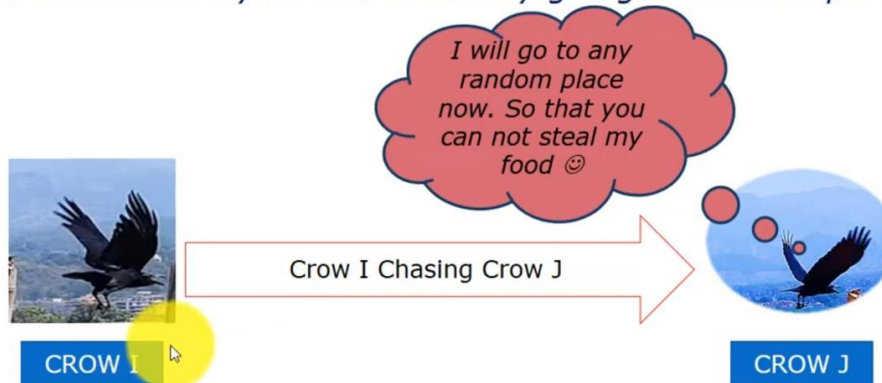 I will go to any
random place
now. So that you
can not steal my
food ☺
Crow I Chasing Crow J
CROW I
CROW J